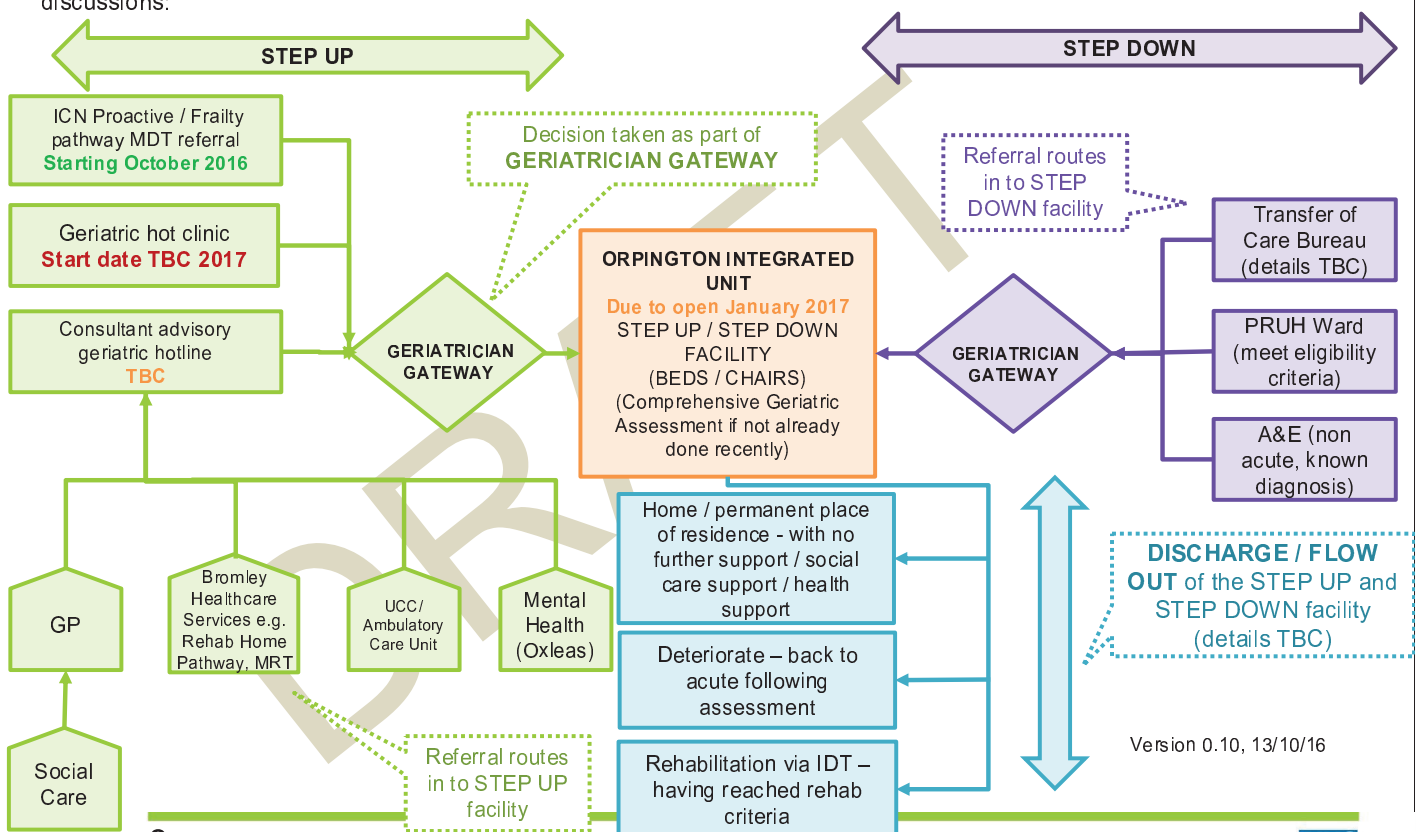 discussions:
STEP UP
STEP DOWN
ICN Proactive / Frailty
pathway MDT referral
Starting October 2016
Geriatric hot clinic
Start date TBC 2017
Consultant advisory
geriatric hotline
TBC
Decision taken as part of
GERIATRICIAN GATEWAY
GERIATRICIAN
GATEWAY
ORPINGTON INTEGRATED
UNIT
Due to open January 2017
STEP UP / STEP DOWN
FACILITY
(BEDS / CHAIRS)
(Comprehensive Geriatric
Assessment if not already
done recently)
GERIATRICIAN
GATEWAY
Referral routes
in to STEP
DOWN facility
Transfer of
Care Bureau
(details TBC)
PRUH Ward
(meet eligibility
criteria)
A&E (non
acute, known
diagnosis)
GP
Bromley
Healthcare
Services e.g.
Rehab Home
Pathway, MRT
UCC/
Ambulatory
Care Unit
Mental
Health
(Oxleas)
Social
Care
Referral routes
in to STEP UP
facility
Home / permanent place
of residence - with no
further support / social
care support / health
support
Deteriorate – back to
acute following
assessment
Rehabilitation via IDT –
having reached rehab
criteria
DISCHARGE / FLOW
OUT of the STEP UP and
STEP DOWN facility
(details TBC)
Version 0.10, 13/10/16
DRAFT